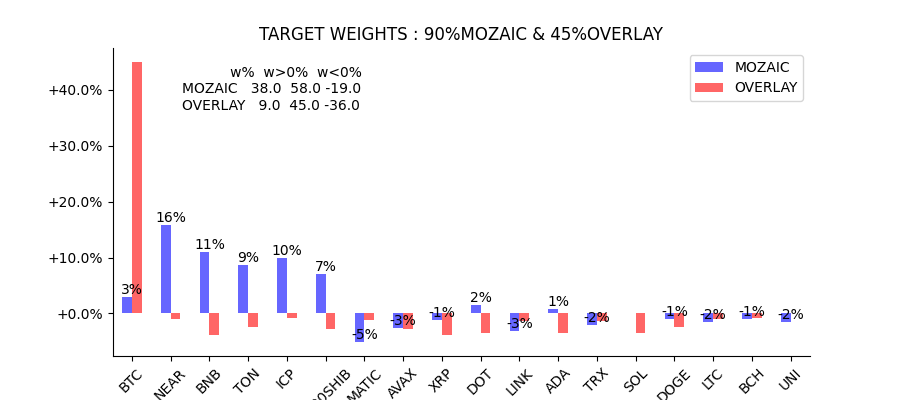 TARGET WEIGHTS : 90%MOZAIC & 45%OVERLAY
w% w>0% w<0%
MOZAIC 38.0 58.0 -19.0
OVERLAY 9.0 45.0 -36.0
MOZAIC
OVERLAY
+40.0%
+30.0%
+20.0%
+10.0%
+0.0%
3%
16%
11%
9%
10%
7%
-5%
-3%
-1%
2%
-3%
1%
-2%
-1%
-2%
-1%
-2%
BTC
NEAR
BNB
TON
ICP
0SHIB
MATIC
AVAX
XRP
DOT
LINK
ADA
TRX
SOL
DOGE
LTC
BCH
UNI